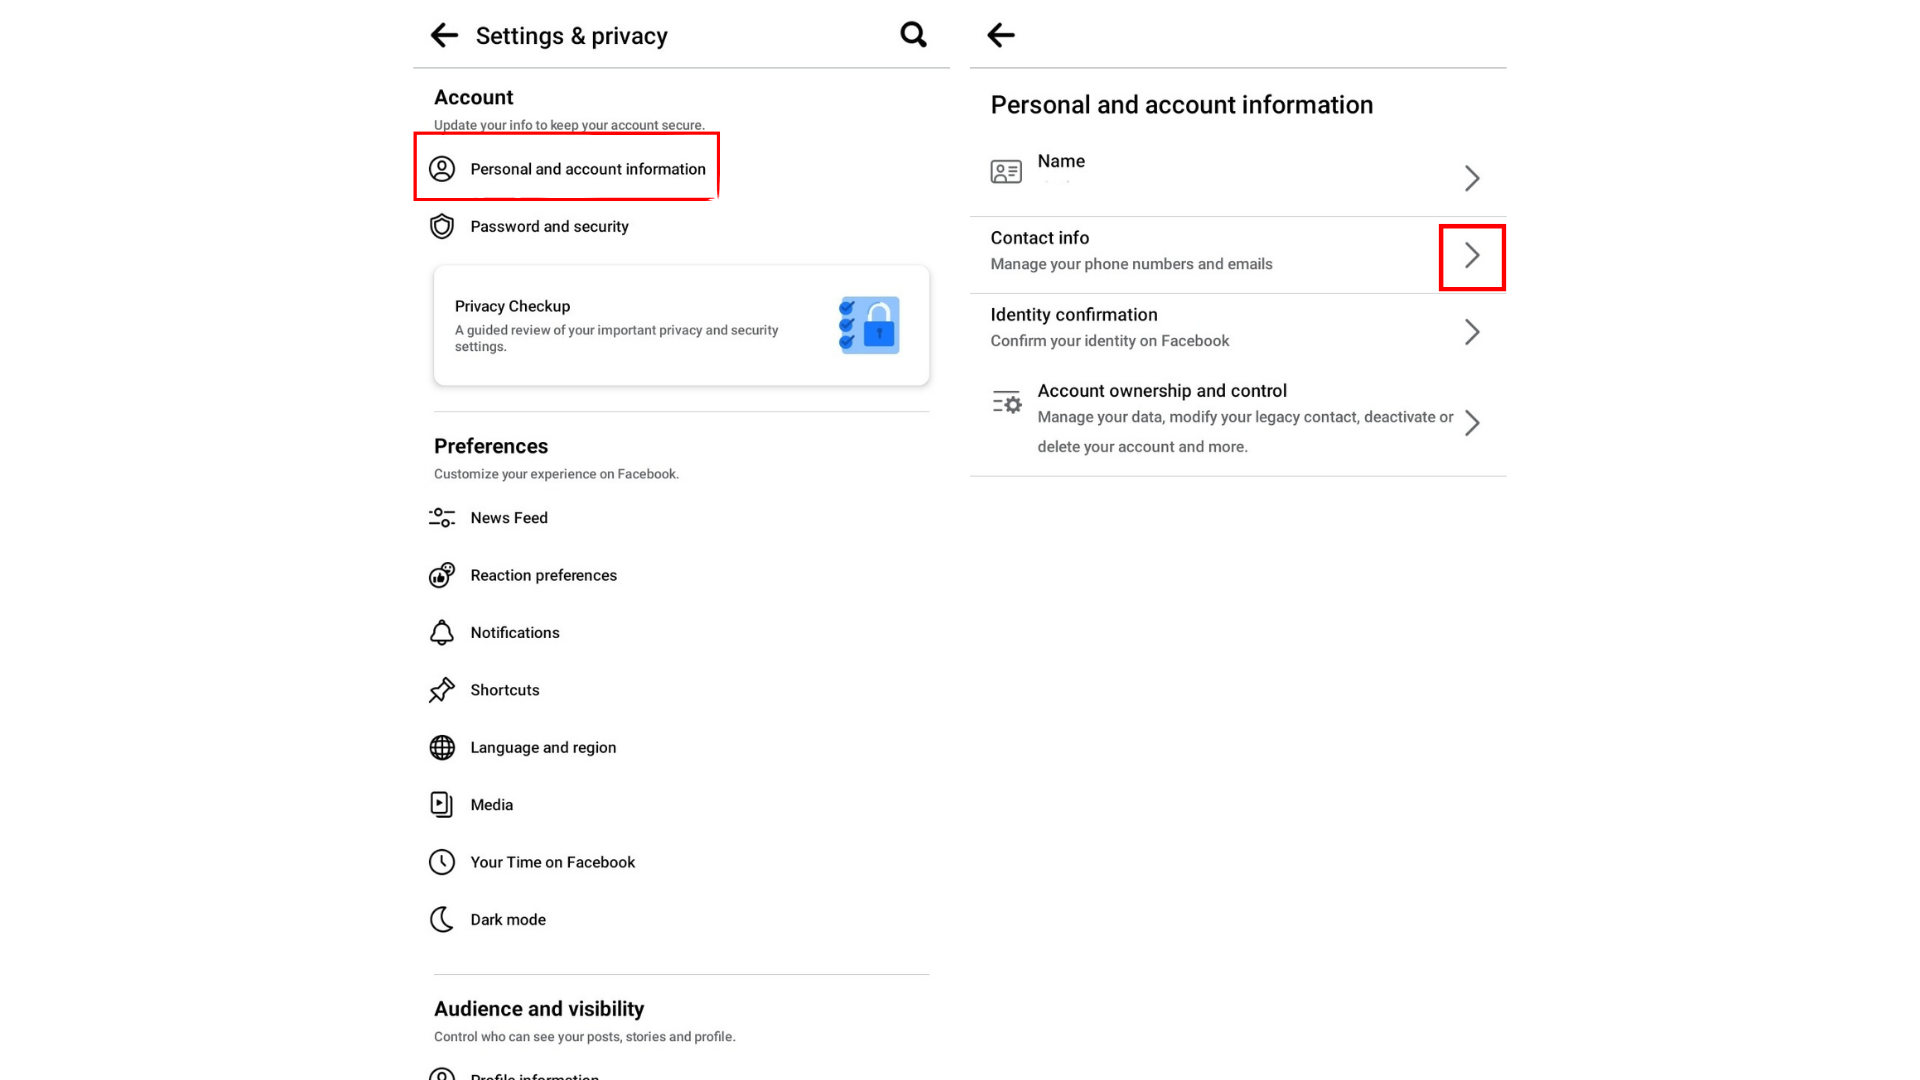 Settings & privacy
Account
Update your info to keep your account secure.
Personal and account information
Password and security
Privacy Checkup
A guided review of your important privacy and security
settings.
Preferences
Customize your experience on Facebook.
News Feed
Reaction preferences
Notifications
Shortcuts
Language and region
Media
Your Time on Facebook
Dark mode
Audience and visibility
Control who can see your posts, stories and profile.
Profile information
Personal and account information
Name
Contact info
Manage your phone numbers and emails
Identity confirmation
Confirm your identity on Facebook
Account ownership and control
Manage your data, modify your legacy contact, deactivate or
delete your account and more.